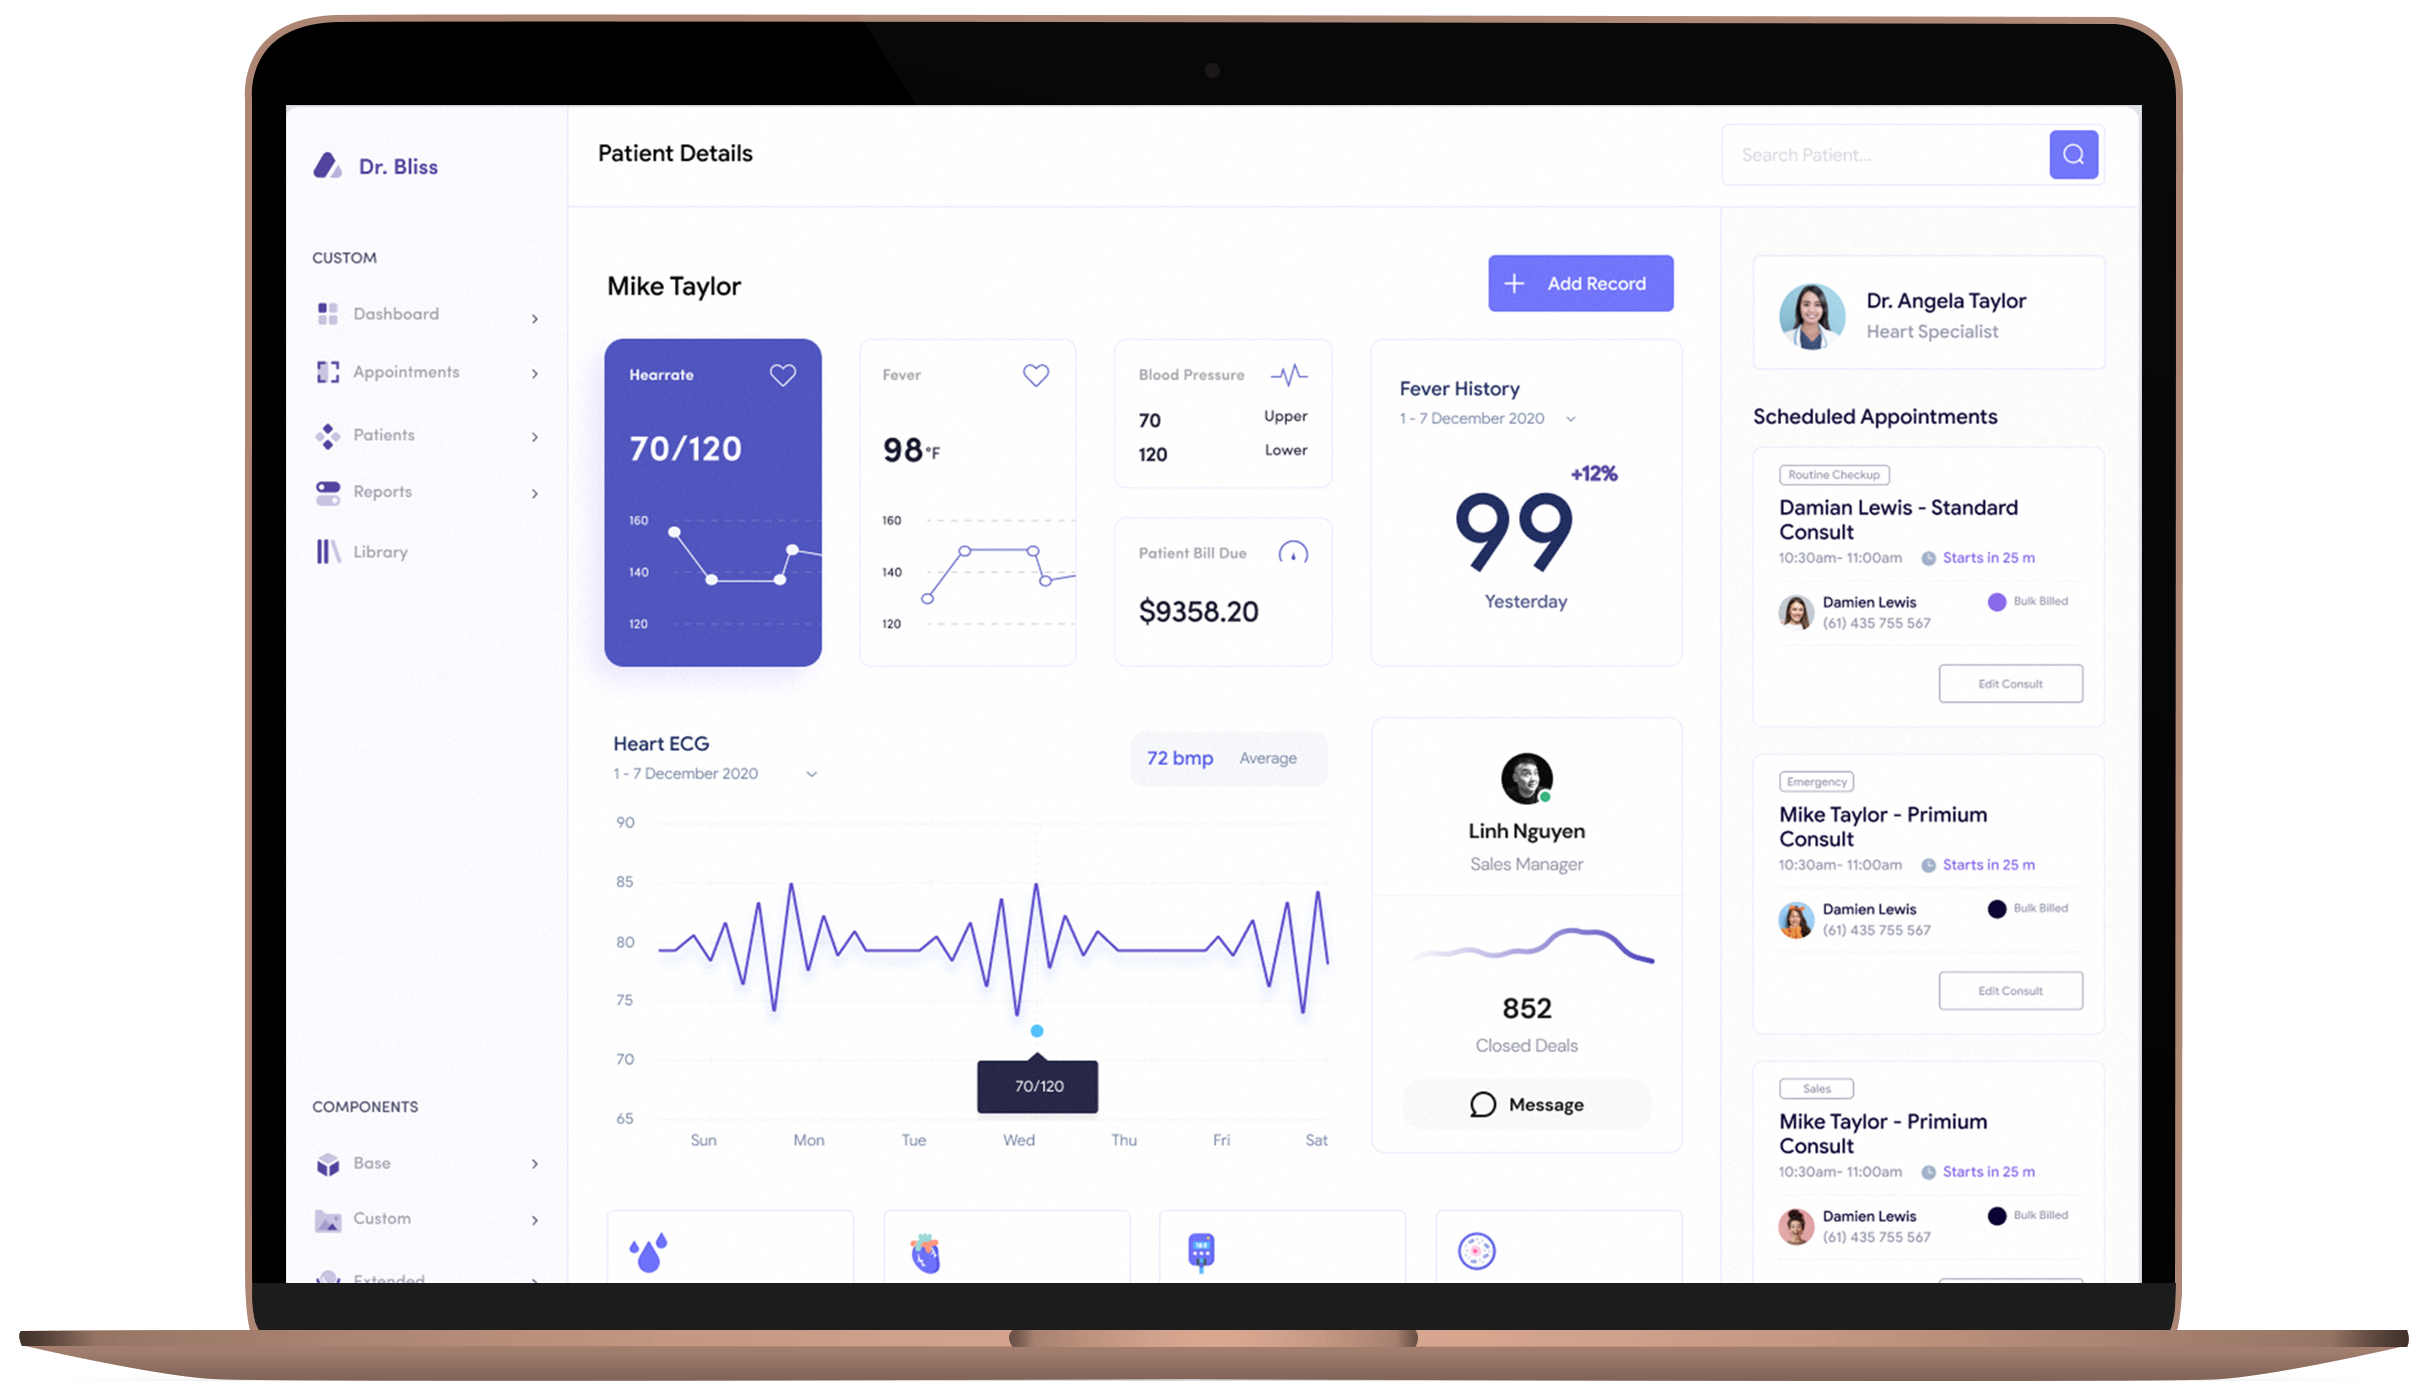 Dr. Bliss
CUSTOM
Dashboard
Appointments
Patients
Reports
Library
COMPONENTS
Base
Custom
Extended
Patient Details
Search Patient...
Mike Taylor
Add Record
Hearrate
70/120
160
140
120
Fever
98°F
160
140
120
Blood Pressure
70 Upper
120 Lower
Patient Bill Due
$9358.20
Fever History
1 - 7 December 2020
+12%
99
Yesterday
Heart ECG
1 - 7 December 2020
72 bmp Average
90
85
80
75
70
65
70/120
Sun Mon Tue Wed Thu Fri Sat
Linh Nguyen
Sales Manager
852
Closed Deals
Message
Dr. Angela Taylor
Heart Specialist
Scheduled Appointments
Routine Checkup
Damian Lewis - Standard
Consult
10:30am- 11:00am Starts in 25 m
Damien Lewis Bulk Billed
(61) 435 755 567
Edit Consult
Emergency
Mike Taylor - Primium
Consult
10:30am- 11:00am Starts in 25 m
Damien Lewis Bulk Billed
(61) 435 755 567
Edit Consult
Sales
Mike Taylor - Primium
Consult
10:30am- 11:00am Starts in 25 m
Damien Lewis Bulk Billed
(61) 435 755 567